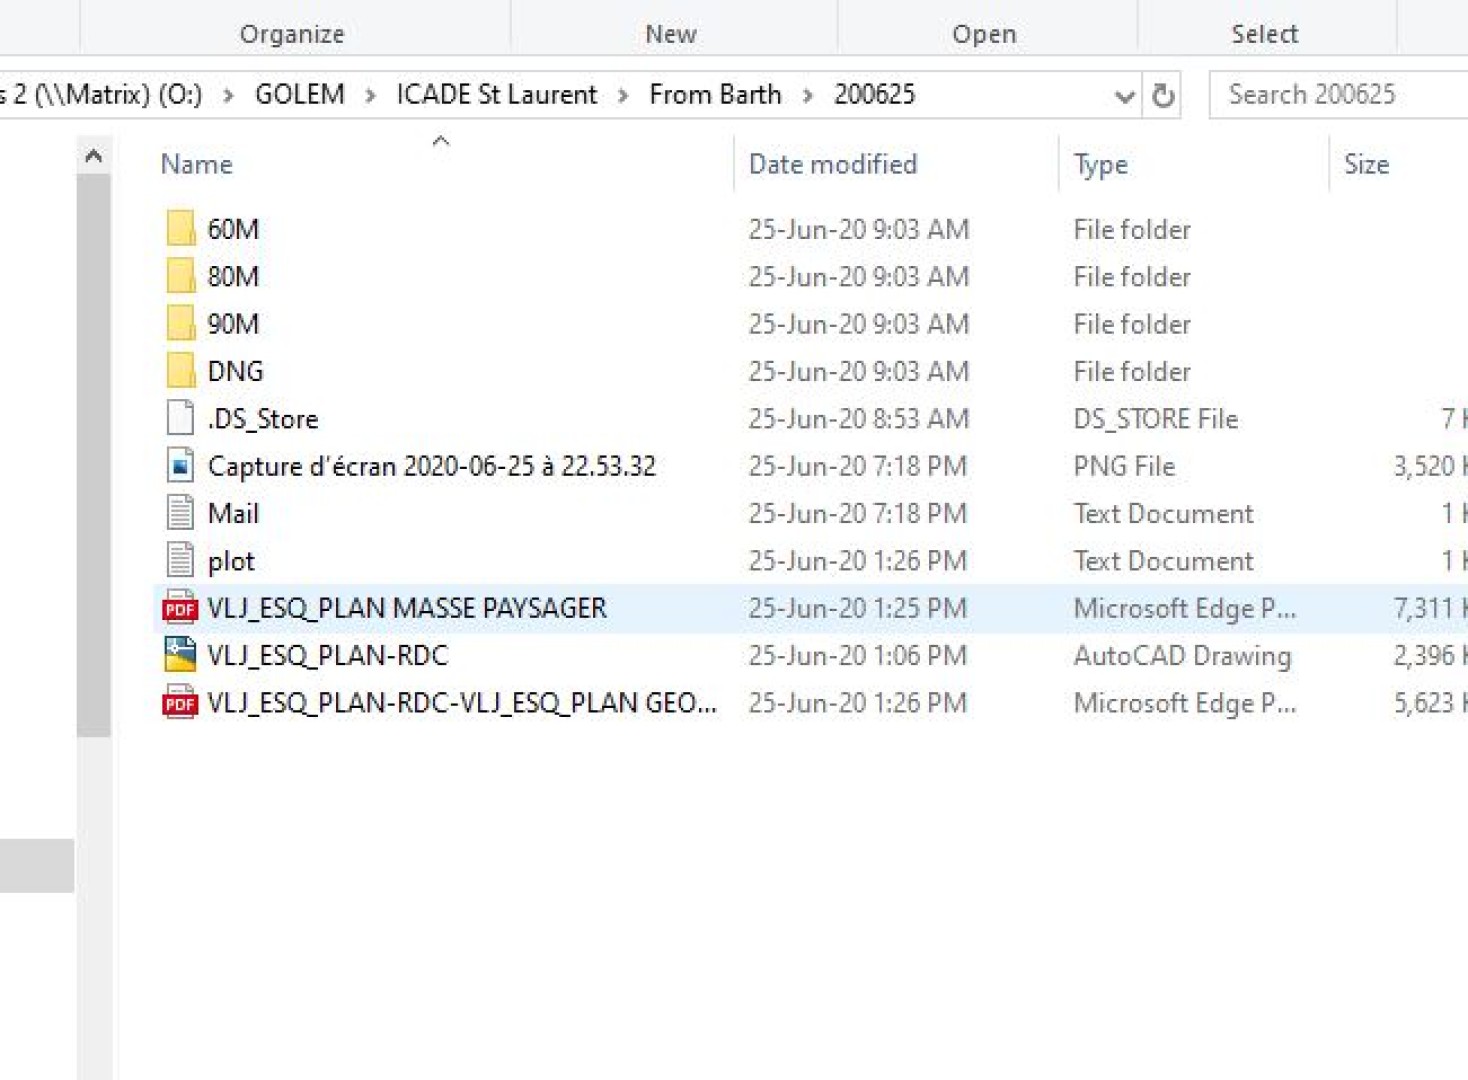 Organize New Open Select
s 2 (\\Matrix) (O:) > GOLEM > ICADE St Laurent > From Barth > 200625 Search 200625
Name Date modified Type Size
60M 25-Jun-20 9:03 AM File folder
80M 25-Jun-20 9:03 AM File folder
90M 25-Jun-20 9:03 AM File folder
DNG 25-Jun-20 9:03 AM File folder
.DS_Store 25-Jun-20 8:53 AM DS_STORE File 7 K
Capture d'écran 2020-06-25 à 22.53.32 25-Jun-20 7:18 PM PNG File 3,520 K
Mail 25-Jun-20 7:18 PM Text Document 1 K
plot 25-Jun-20 1:26 PM Text Document 1 K
PDF VLJ_ESQ_PLAN MASSE PAYSAGER 25-Jun-20 1:25 PM Microsoft Edge P... 7,311 K
VLJ_ESQ_PLAN-RDC 25-Jun-20 1:06 PM AutoCAD Drawing 2,396 K
PDF VLJ_ESQ_PLAN-RDC-VLJ_ESQ_PLAN GEO... 25-Jun-20 1:26 PM Microsoft Edge P... 5,623 K